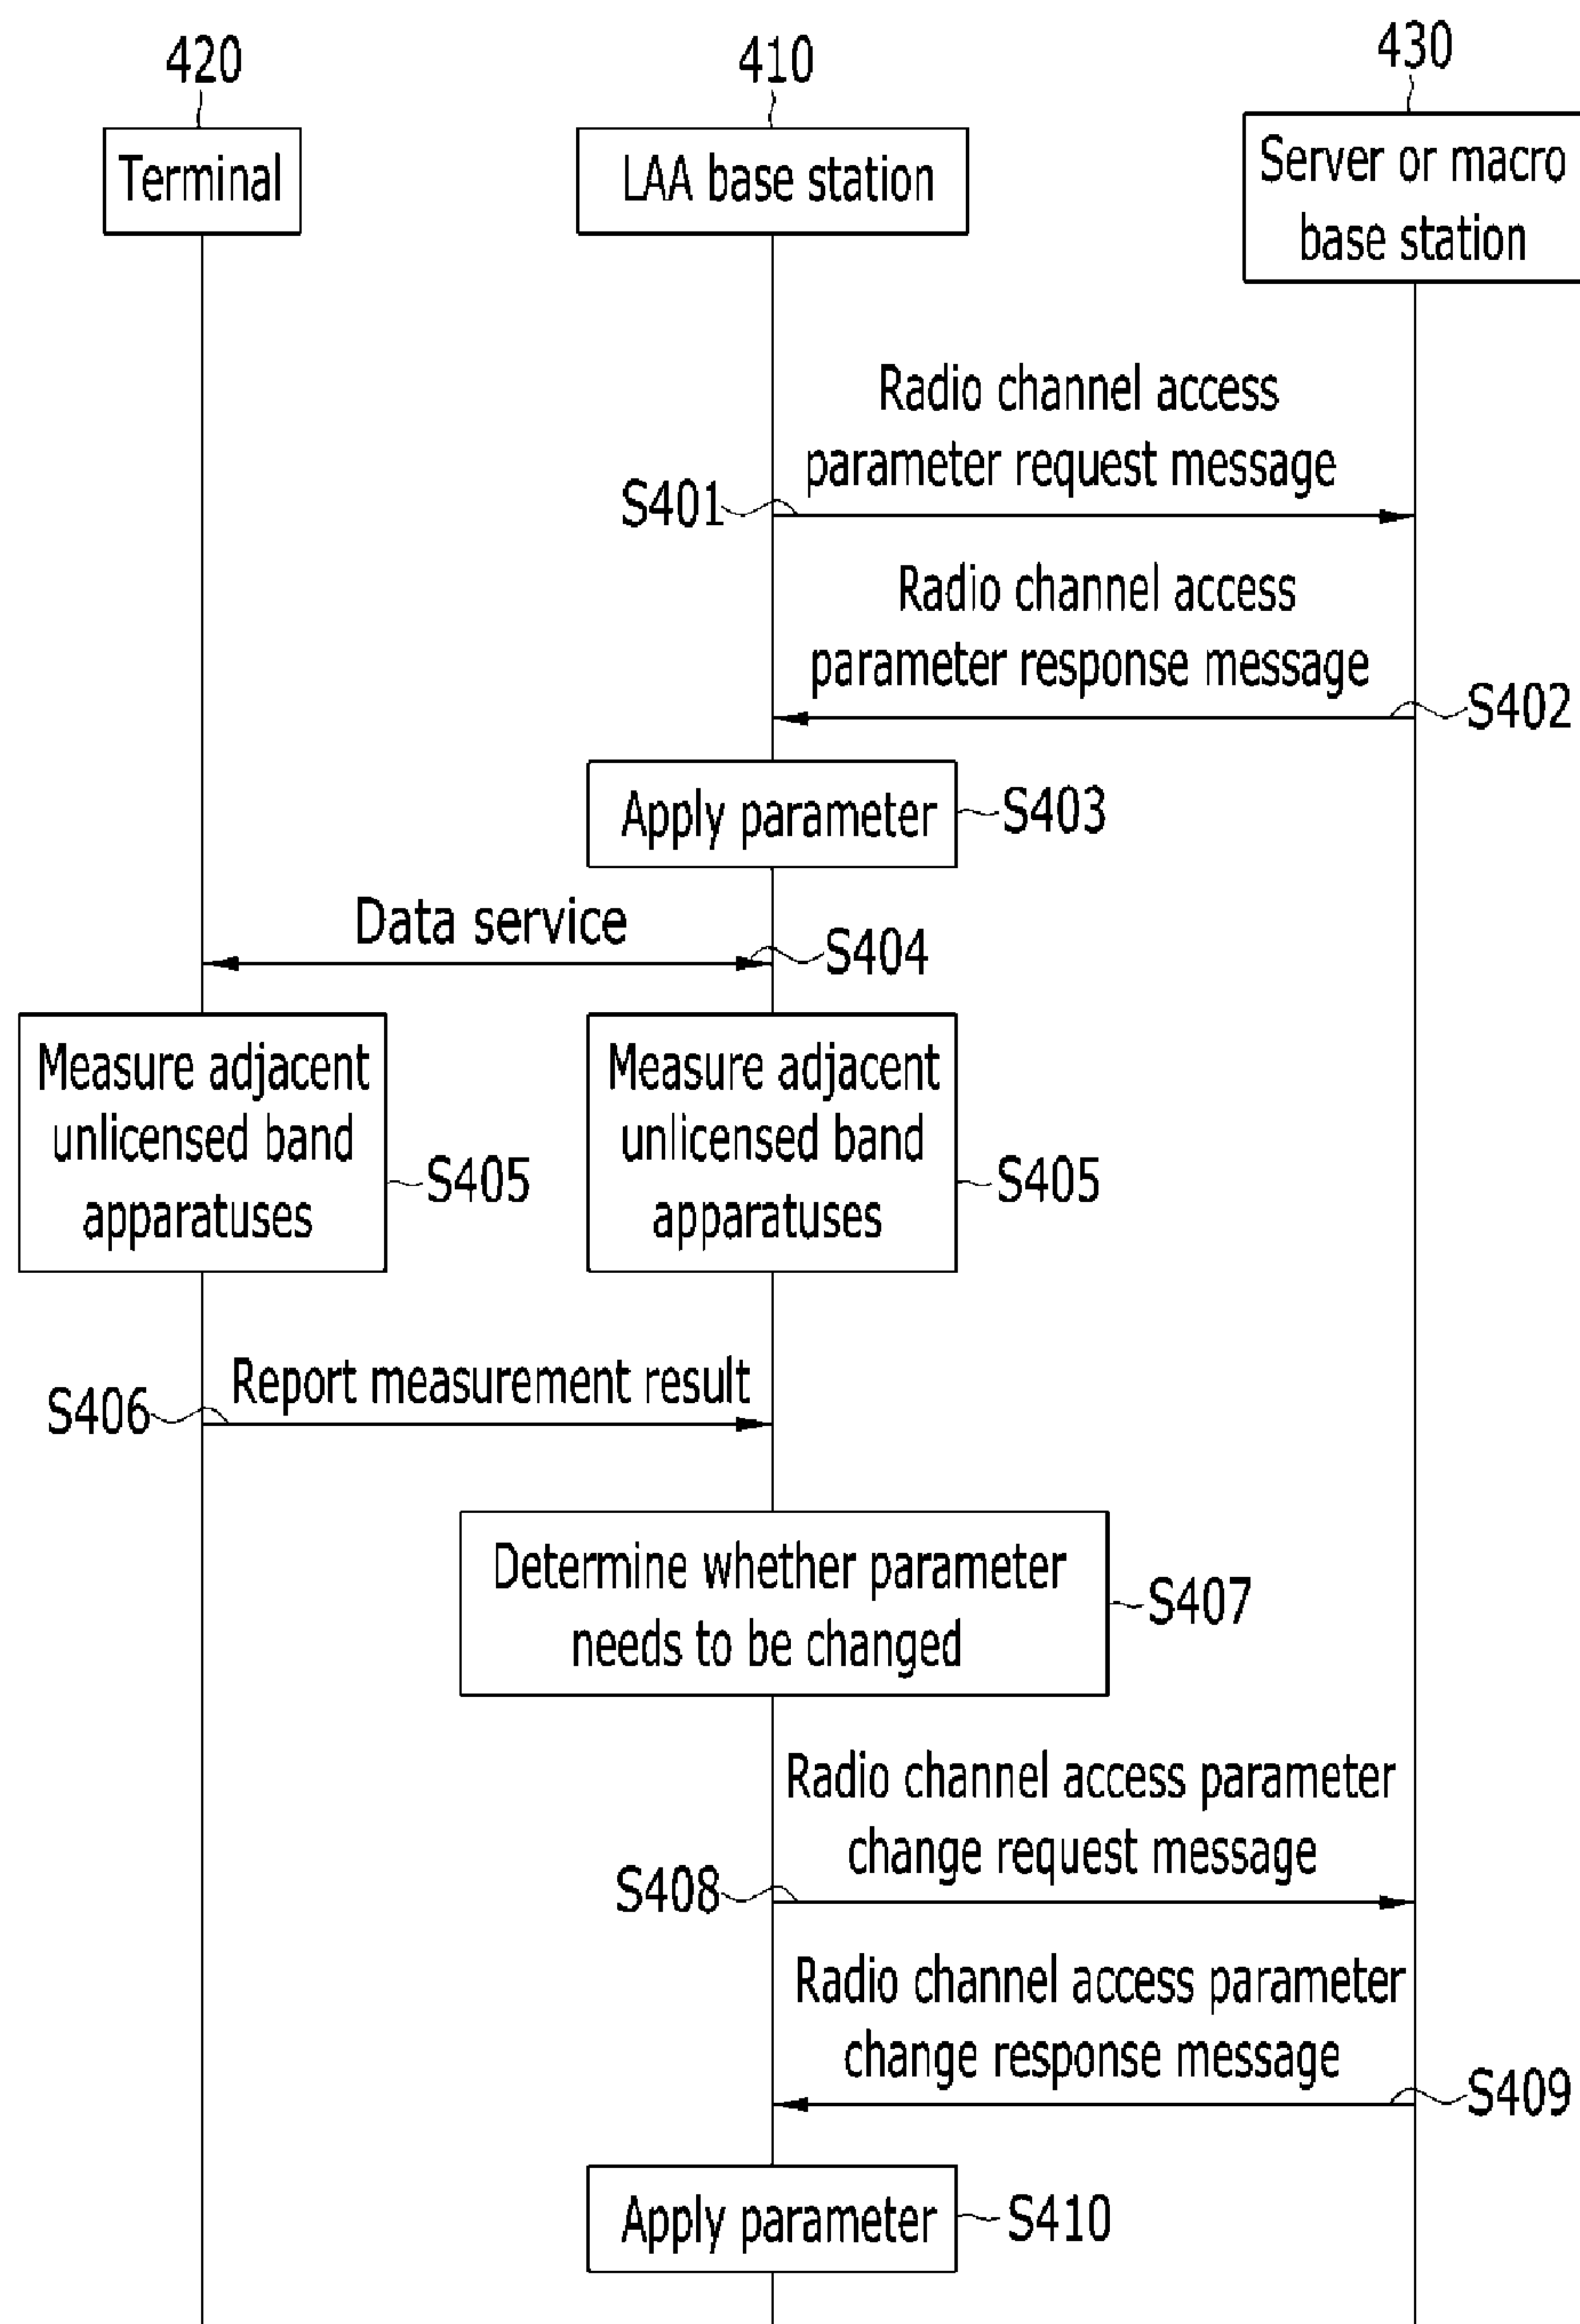 420
410
430
Terminal
LAA base station
Server or macro
base station
Radio channel access
parameter request message
S401
Radio channel access
parameter response message
S402
Apply parameter
S403
Data service
S404
Measure adjacent
unlicensed band
apparatuses
S405
Measure adjacent
unlicensed band
apparatuses
S405
Report measurement result
S406
Determine whether parameter
needs to be changed
S407
Radio channel access parameter
change request message
S408
Radio channel access parameter
change response message
S409
Apply parameter
S410